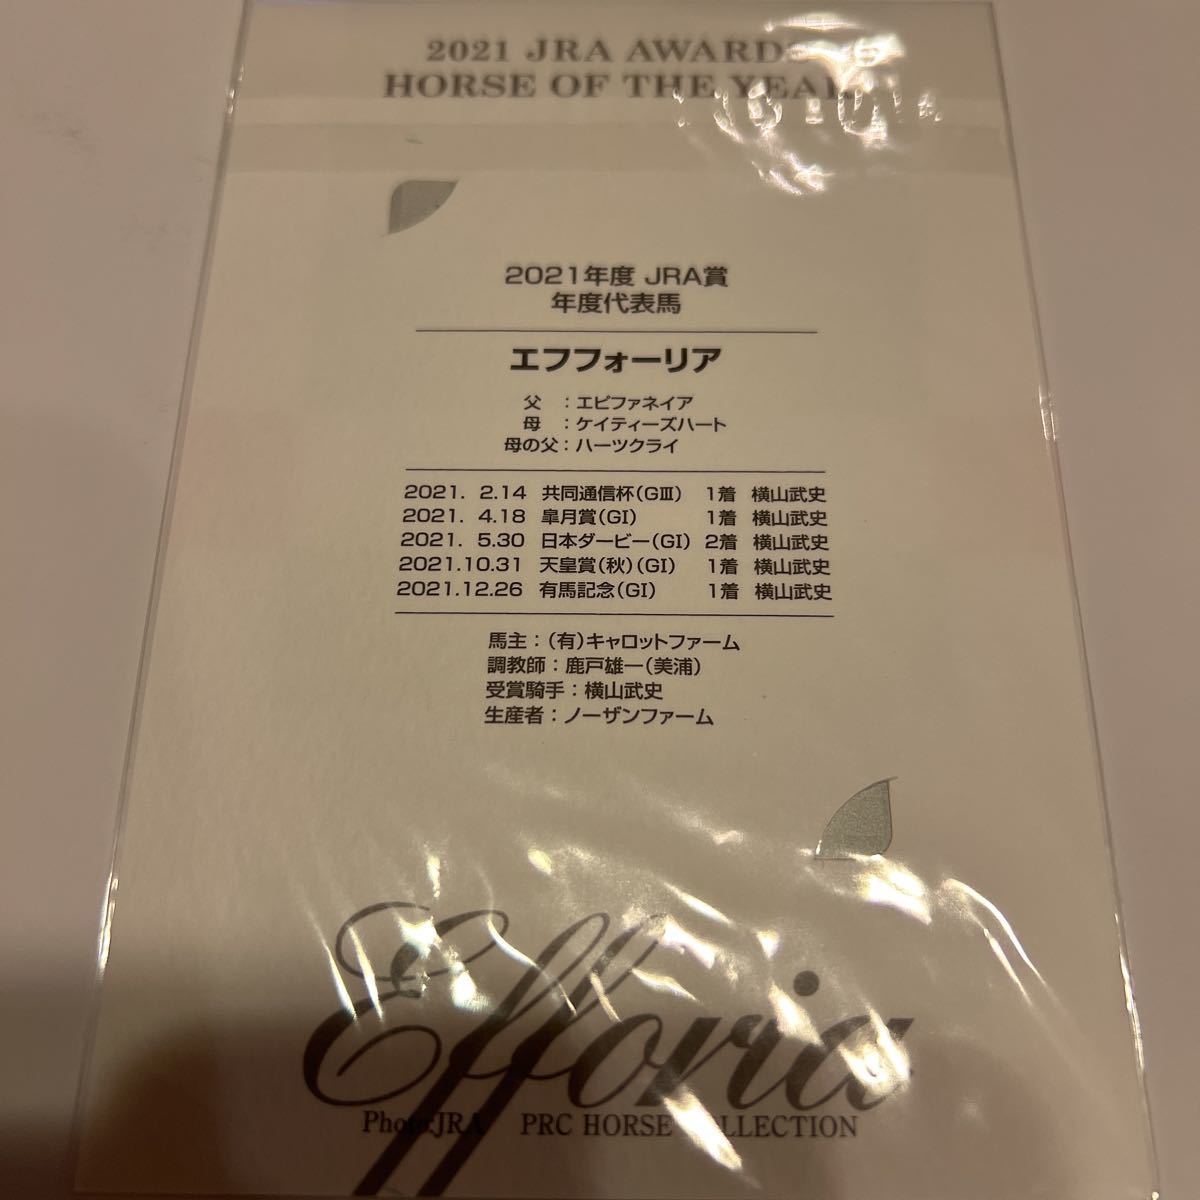 2021 JRA AWARDS
HORSE OF THE YEAR
2021年度 JRA賞
年度代表馬
エフフォーリア
父 ：エピファネイア
母 ：ケイティーズハート
母の父：ハーツクライ
2021. 2.14 共同通信杯(GⅢ) 1着 横山武史
2021. 4.18 皐月賞(GI) 1着 横山武史
2021. 5.30 日本ダービー(GI) 2着 横山武史
2021.10.31 天皇賞(秋)(GI) 1着 横山武史
2021.12.26 有馬記念(GI) 1着 横山武史
馬主：(有)キャロットファーム
調教師：鹿戸雄一(美浦)
受賞騎手：横山武史
生産者：ノーザンファーム
Efforia
Photo:JRA PRC HORSE COLLECTION